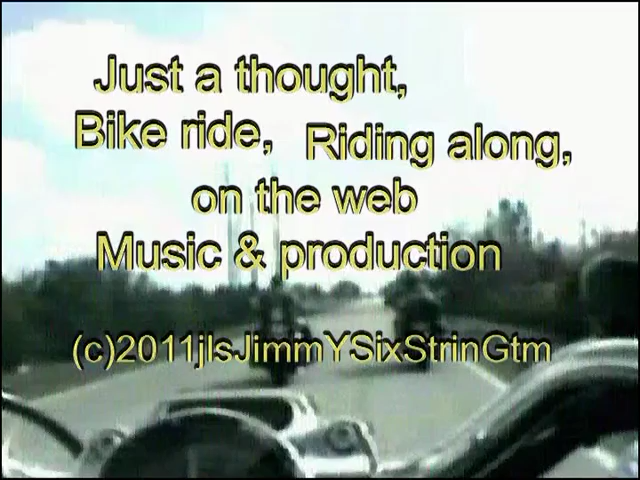 Just a thought,
Bike ride, Riding along,
on the web
Music & production
(c)2011jlsJimmYSixStrinGtm